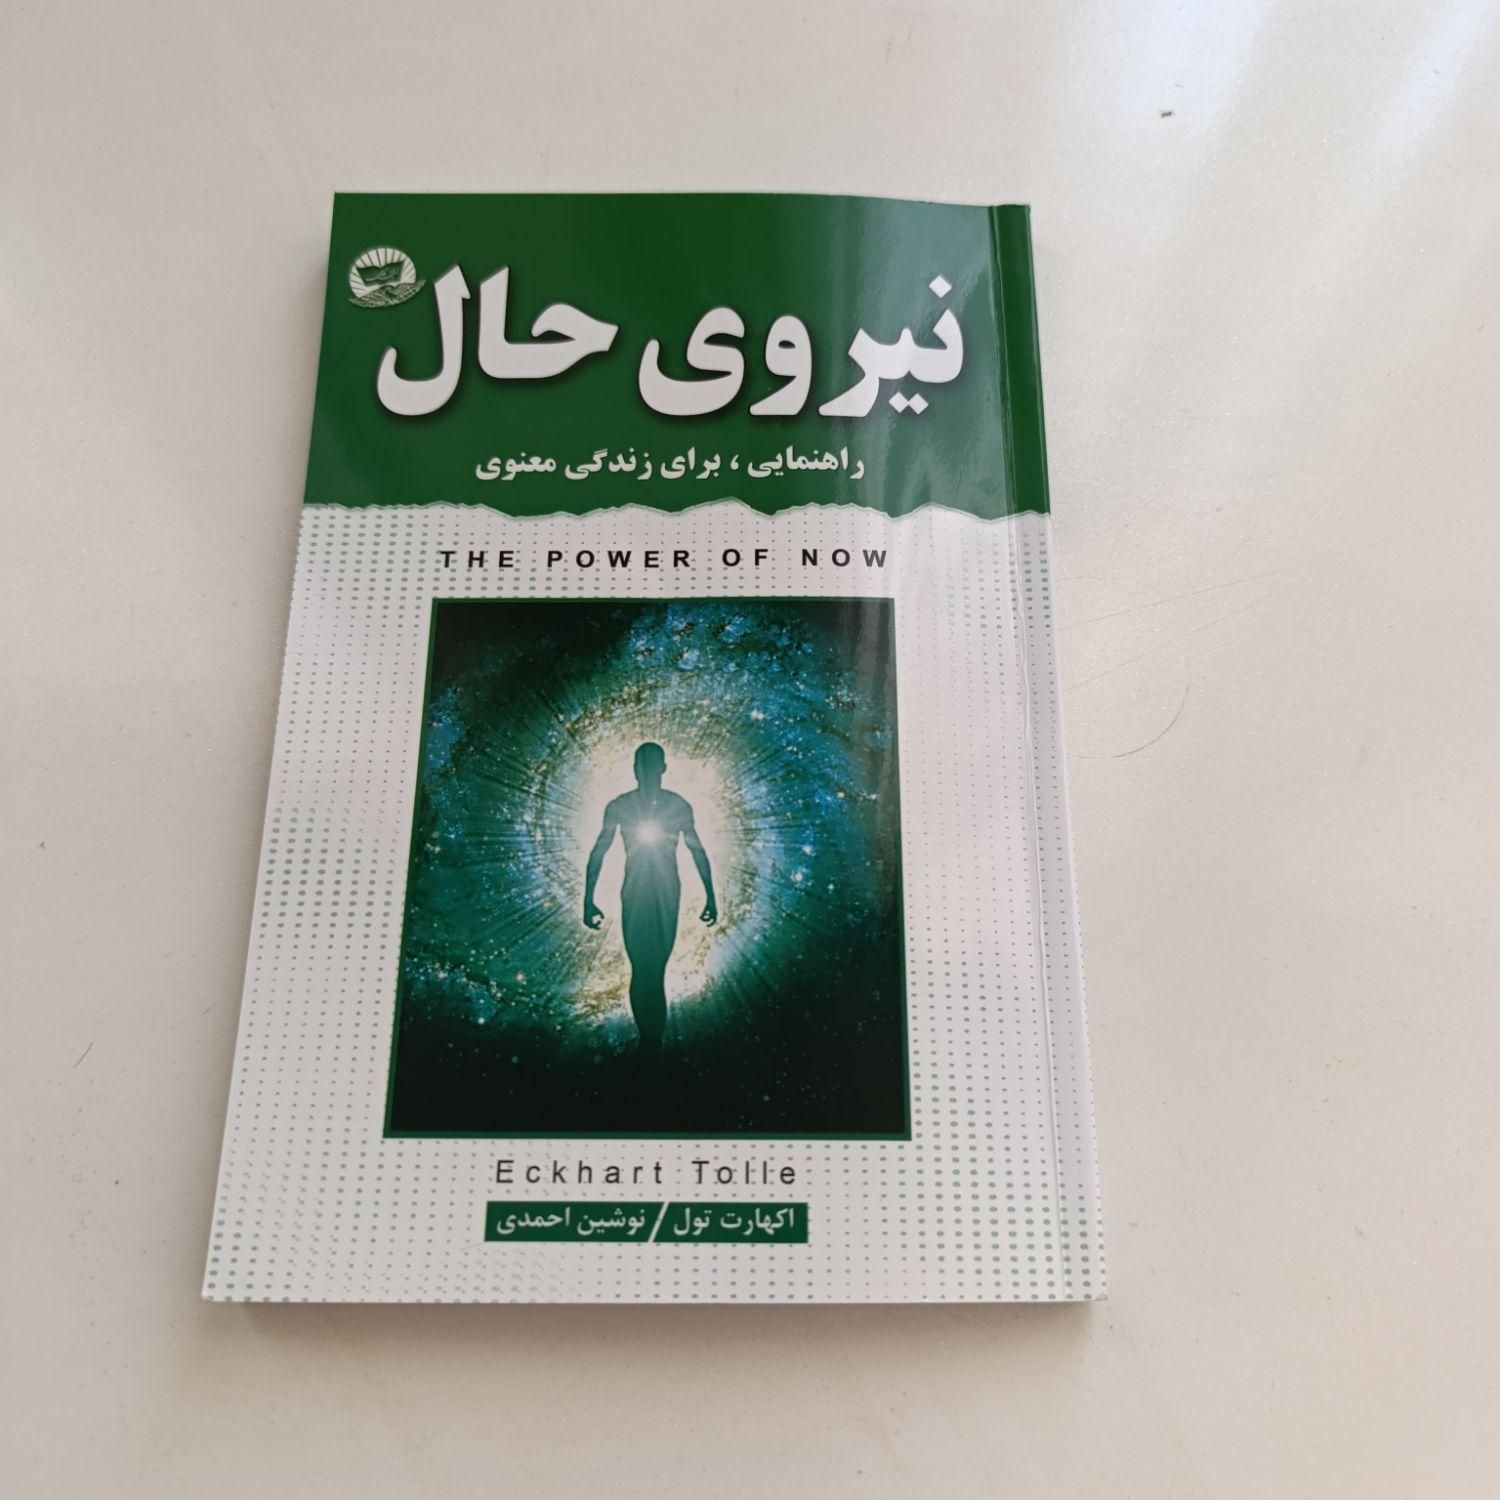 نیروی حال
راهنمایی، برای زندگی معنوی
THE POWER OF NOW
Eckhart Tolle
اکهارت تول / نوشین احمدی